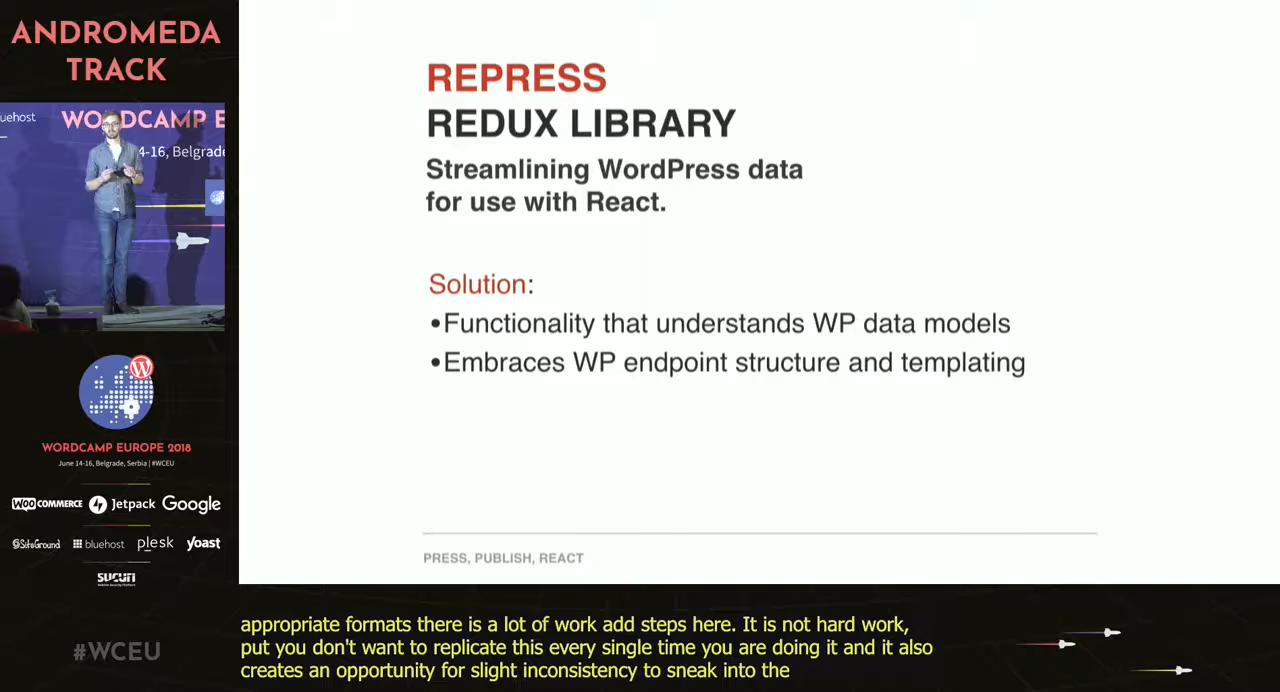 ANDROMEDA
TRACK
uehost
WORDCAMP E
4-16, Belgrade
WORDCAMP EUROPE 2018
June 14-16, Belgrade, Serbia | #WCEU
WOO COMMERCE Jetpack Google
SiteGround bluehost plesk yoast
SUCURI
#WCEU
REPRESS
REDUX LIBRARY
Streamlining WordPress data
for use with React.
Solution:
•Functionality that understands WP data models
•Embraces WP endpoint structure and templating
PRESS, PUBLISH, REACT
appropriate formats there is a lot of work add steps here. It is not hard work,
put you don't want to replicate this every single time you are doing it and it also
creates an opportunity for slight inconsistency to sneak into the